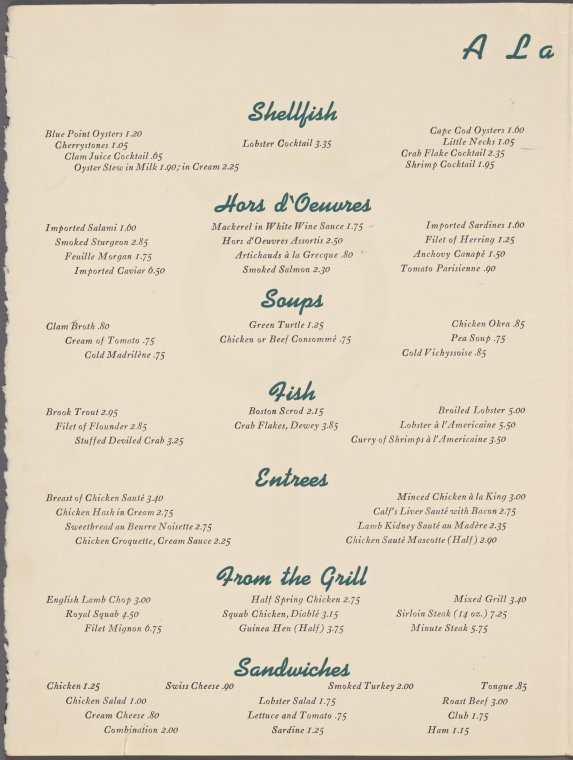 A La
Shellfish
Blue Point Oysters 1.20
Cherrystones 1.05
Clam Juice Cocktail .65
Oyster Stew in Milk 1.90; in Cream 2.25
Lobster Cocktail 3.35
Cape Cod Oysters 1.60
Little Necks 1.05
Crab Flake Cocktail 2.35
Shrimp Cocktail 1.95
Hors d'Oeuvres
Imported Salami 1.60
Smoked Sturgeon 2.85
Feuille Morgan 1.75
Imported Caviar 6.50
Mackerel in White Wine Sauce 1.75
Hors d'Oeuvres Assortis 2.50
Artichauds à la Grecque .80
Smoked Salmon 2.30
Imported Sardines 1.60
Filet of Herring 1.25
Anchovy Canapé 1.50
Tomato Parisienne .90
Soups
Clam Broth .80
Cream of Tomato .75
Cold Madrilène .75
Green Turtle 1.25
Chicken or Beef Consommé .75
Chicken Okra .85
Pea Soup .75
Cold Vichyssoise .85
Fish
Brook Trout 2.95
Filet of Flounder 2.85
Stuffed Deviled Crab 3.25
Boston Scrod 2.15
Crab Flakes, Dewey 3.85
Broiled Lobster 5.00
Lobster à l'Americaine 5.50
Curry of Shrimps à l'Americaine 3.50
Entrees
Breast of Chicken Sauté 3.40
Chicken Hash in Cream 2.75
Sweetbread au Beurre Noisette 2.75
Chicken Croquette, Cream Sauce 2.25
Minced Chicken à la King 3.00
Calf's Liver Sauté with Bacon 2.75
Lamb Kidney Sauté au Madère 2.35
Chicken Sauté Mascotte (Half) 2.90
From the Grill
English Lamb Chop 3.00
Royal Squab 4.50
Filet Mignon 6.75
Half Spring Chicken 2.75
Squab Chicken, Diablé 3.15
Guinea Hen (Half) 3.75
Mixed Grill 3.40
Sirloin Steak (14 oz.) 7.25
Minute Steak 5.75
Sandwiches
Chicken 1.25
Swiss Cheese .90
Smoked Turkey 2.00
Tongue .85
Chicken Salad 1.00
Lobster Salad 1.75
Roast Beef 3.00
Cream Cheese .80
Lettuce and Tomato .75
Club 1.75
Combination 2.00
Sardine 1.25
Ham 1.15